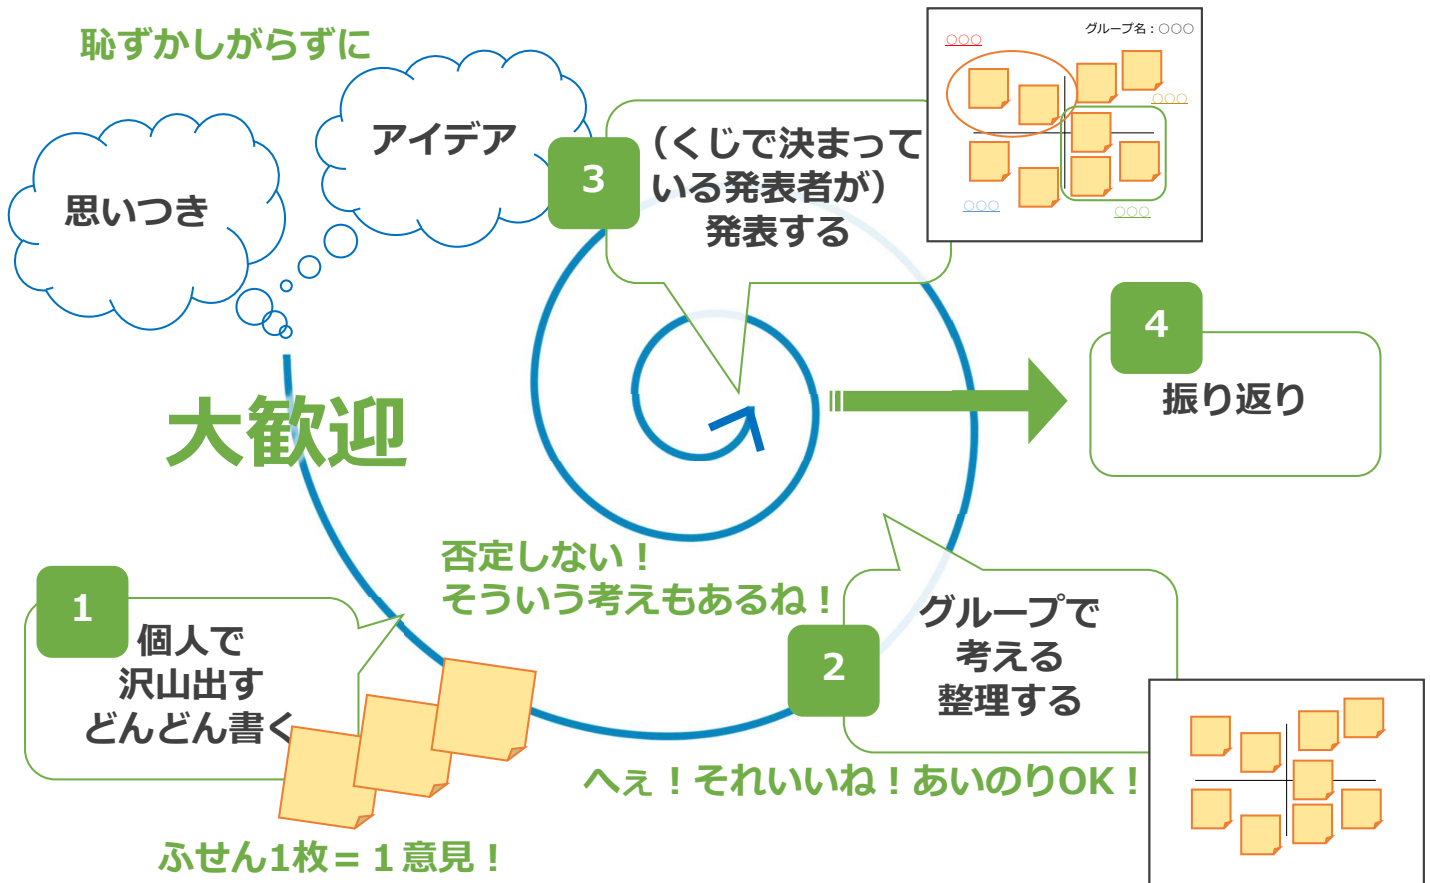 恥ずかしがらずに
思いつき
アイデア
大歓迎
1
個人で
沢山出す
どんどん書く
ふせん1枚=１意見！
否定しない！
そういう考えもあるね！
2
グループで
考える
整理する
へぇ！それいいね！あいのりOK！
3
（くじで決まって
いる発表者が）
発表する
グループ名：○○○
○○○
○○○
○○○
○○○
4
振り返り